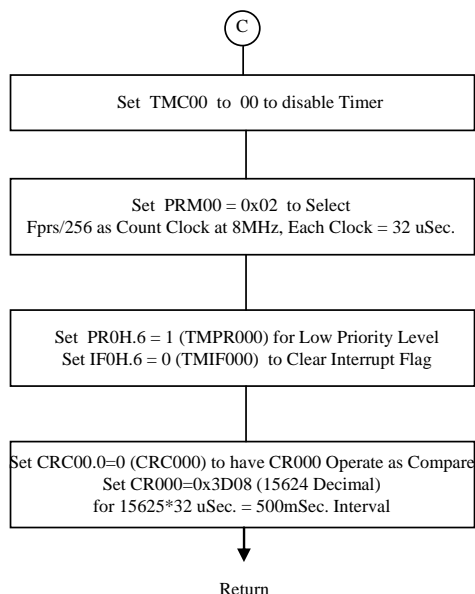 C
Set TMC00 to 00 to disable Timer
Set PRM00 = 0x02 to Select
Fprs/256 as Count Clock at 8MHz, Each Clock = 32 uSec.
Set PR0H.6 = 1 (TMPR000) for Low Priority Level
Set IF0H.6 = 0 (TMIF000) to Clear Interrupt Flag
Set CRC00.0=0 (CRC000) to have CR000 Operate as Compare
Set CR000=0x3D08 (15624 Decimal)
for 15625*32 uSec. = 500mSec. Interval
Return